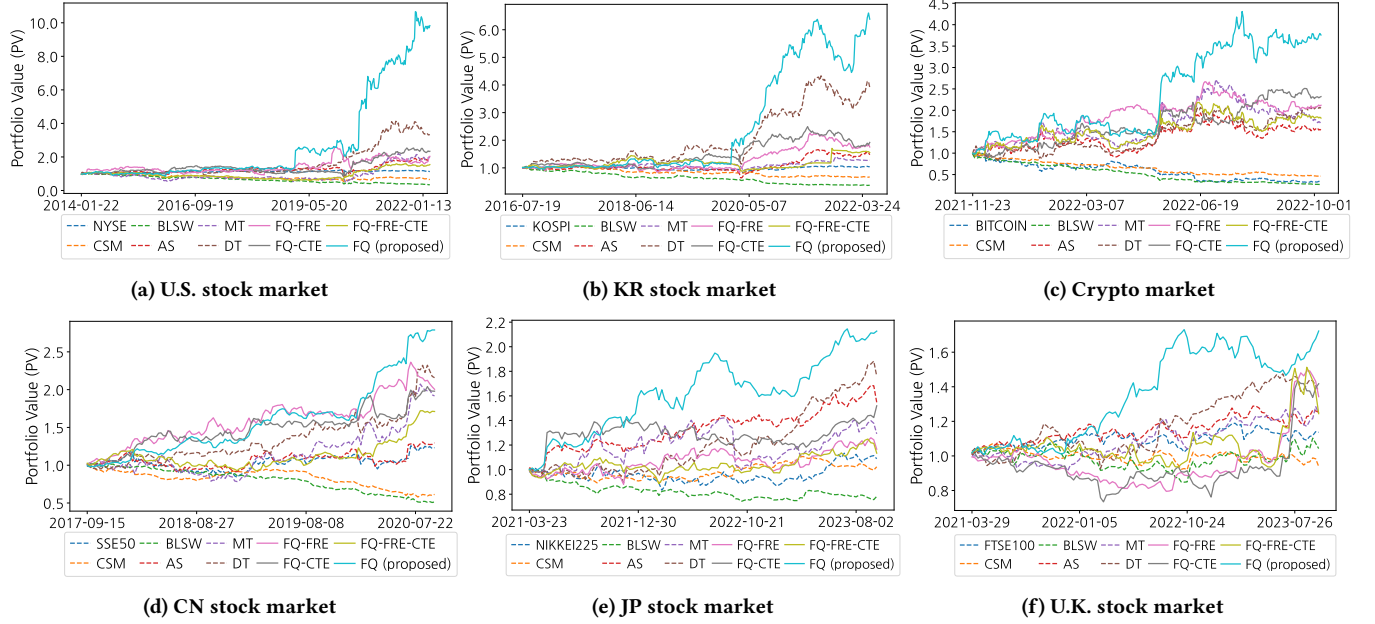 Portfolio Value (PV)
10.0
8.0
6.0
4.0
2.0
0.0
2014-01-22 2016-09-19 2019-05-20 2022-01-13
NYSE BLSW MT FQ-FRE FQ-FRE-CTE
CSM AS DT FQ-CTE FQ (proposed)
(a) U.S. stock market
Portfolio Value (PV)
6.0
5.0
4.0
3.0
2.0
1.0
2016-07-19 2018-06-14 2020-05-07 2022-03-24
KOSPI BLSW MT FQ-FRE FQ-FRE-CTE
CSM AS DT FQ-CTE FQ (proposed)
(b) KR stock market
Portfolio Value (PV)
4.5
4.0
3.5
3.0
2.5
2.0
1.5
1.0
0.5
2021-11-23 2022-03-07 2022-06-19 2022-10-01
BITCOIN BLSW MT FQ-FRE FQ-FRE-CTE
CSM AS DT FQ-CTE FQ (proposed)
(c) Crypto market
Portfolio Value (PV)
2.5
2.0
1.5
1.0
0.5
2017-09-15 2018-08-27 2019-08-08 2020-07-22
SSE50 BLSW MT FQ-FRE FQ-FRE-CTE
CSM AS DT FQ-CTE FQ (proposed)
(d) CN stock market
Portfolio Value (PV)
2.2
2.0
1.8
1.6
1.4
1.2
1.0
0.8
2021-03-23 2021-12-30 2022-10-21 2023-08-02
NIKKEI225 BLSW MT FQ-FRE FQ-FRE-CTE
CSM AS DT FQ-CTE FQ (proposed)
(e) JP stock market
Portfolio Value (PV)
1.6
1.4
1.2
1.0
0.8
2021-03-29 2022-01-05 2022-10-24 2023-07-26
FTSE100 BLSW MT FQ-FRE FQ-FRE-CTE
CSM AS DT FQ-CTE FQ (proposed)
(f) U.K. stock market